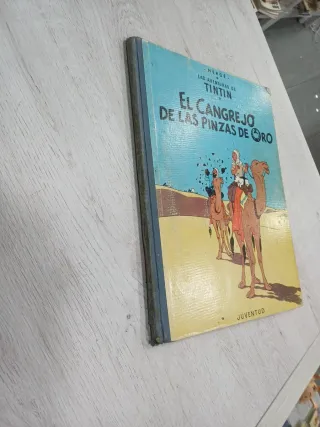 HERGÉ
LAS AVENTURAS DE
TINTIN
EL CANGREJO
DE LAS PINZAS DE ORO
JUVENTUD